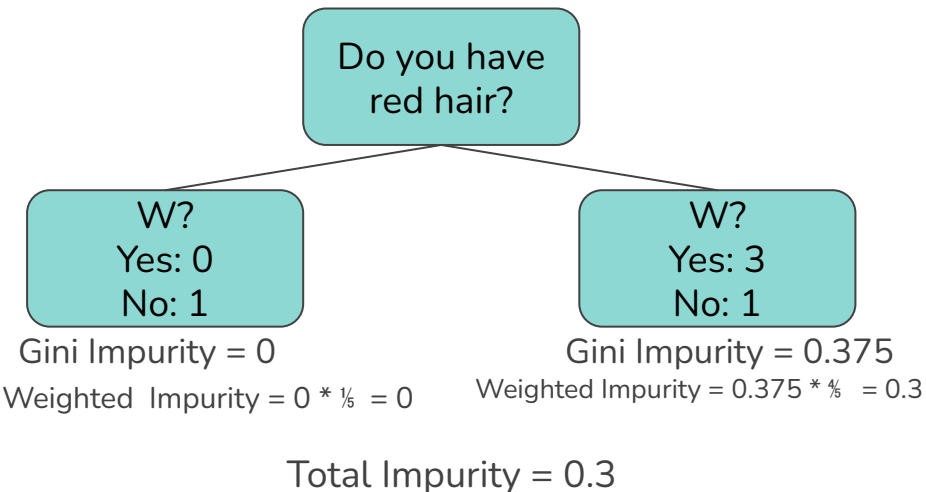 Do you have
red hair?
W?
Yes: 0
No: 1
Gini Impurity = 0
Weighted Impurity = 0 * ⅕ = 0
W?
Yes: 3
No: 1
Gini Impurity = 0.375
Weighted Impurity = 0.375 * ⅘ = 0.3
Total Impurity = 0.3